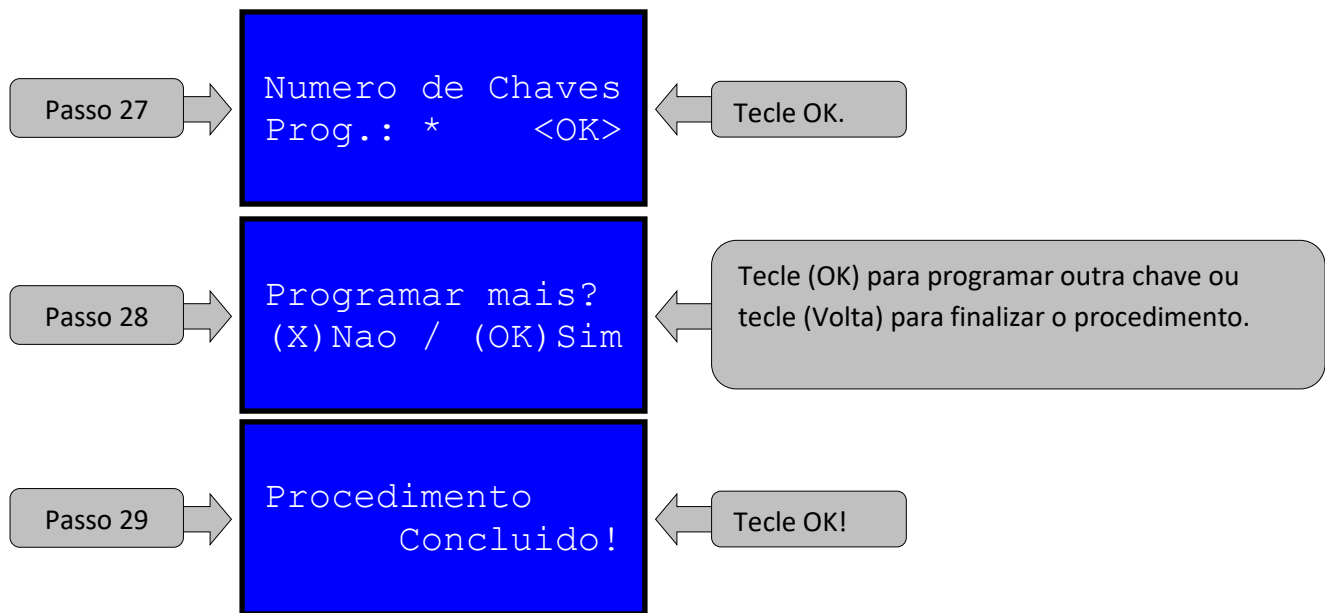 Passo 27
Numero de Chaves
Prog.: * <OK>
Tecle OK.
Passo 28
Programar mais?
(X)Nao / (OK)Sim
Tecle (OK) para programar outra chave ou
tecle (Volta) para finalizar o procedimento.
Passo 29
Procedimento
Concluido!
Tecle OK!